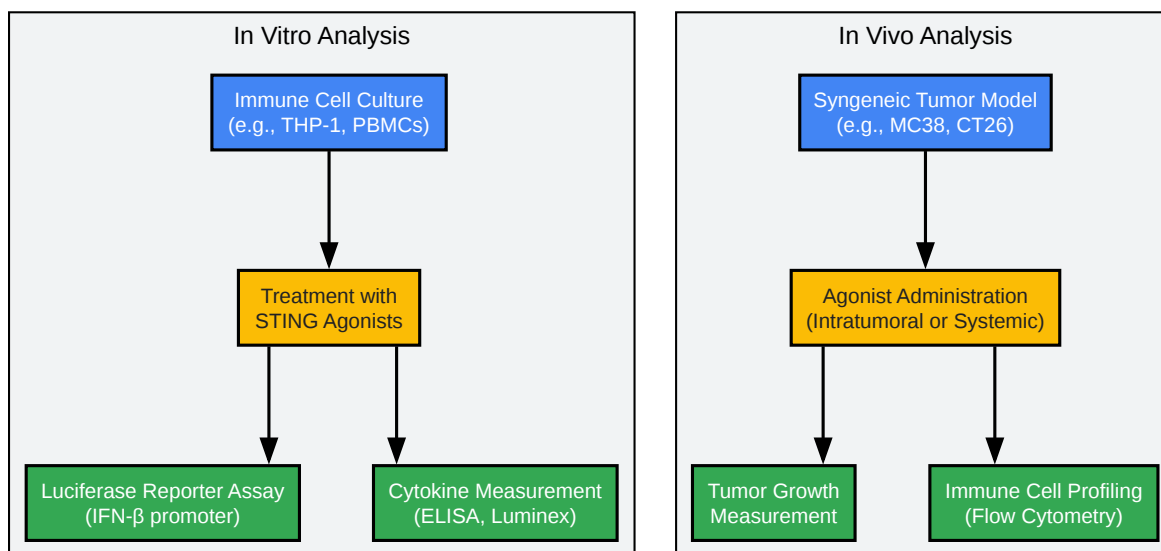 In Vitro Analysis
Immune Cell Culture
(e.g., THP-1, PBMCs)
Treatment with
STING Agonists
Luciferase Reporter Assay
(IFN-β promoter)
Cytokine Measurement
(ELISA, Luminex)
In Vivo Analysis
Syngeneic Tumor Model
(e.g., MC38, CT26)
Agonist Administration
(Intratumoral or Systemic)
Tumor Growth
Measurement
Immune Cell Profiling
(Flow Cytometry)